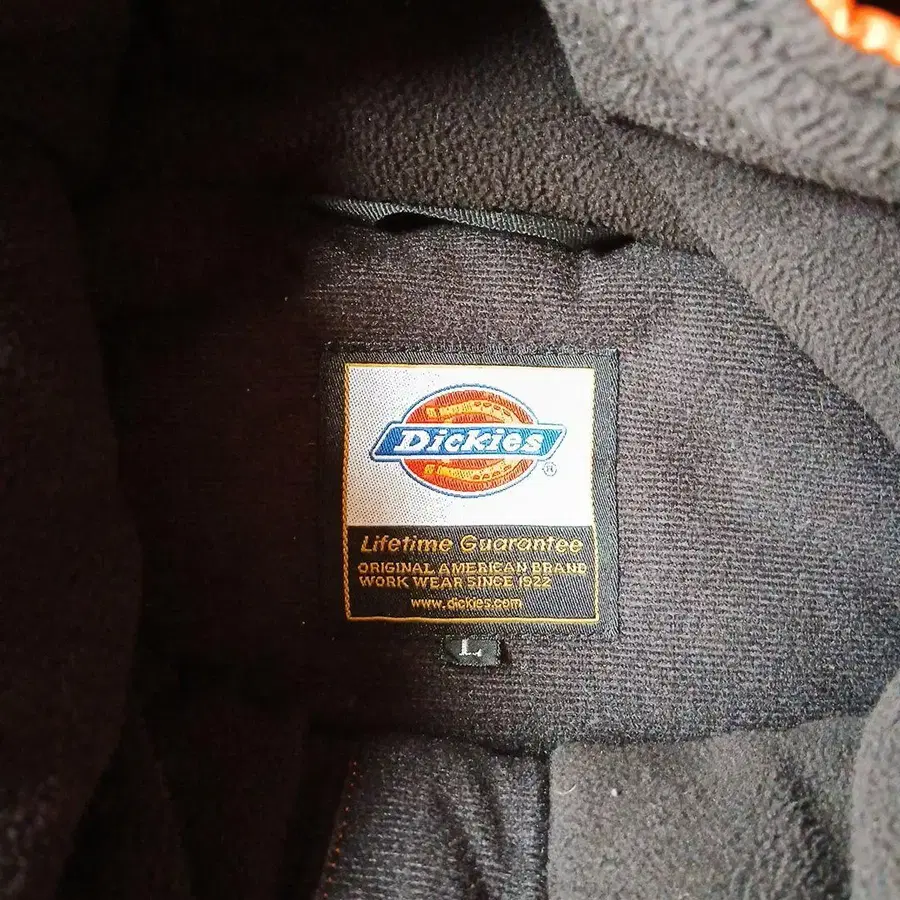 Dickies
®
Lifetime Guarantee
ORIGINAL AMERICAN BRAND
WORK WEAR SINCE 1922
www.dickies.com
L